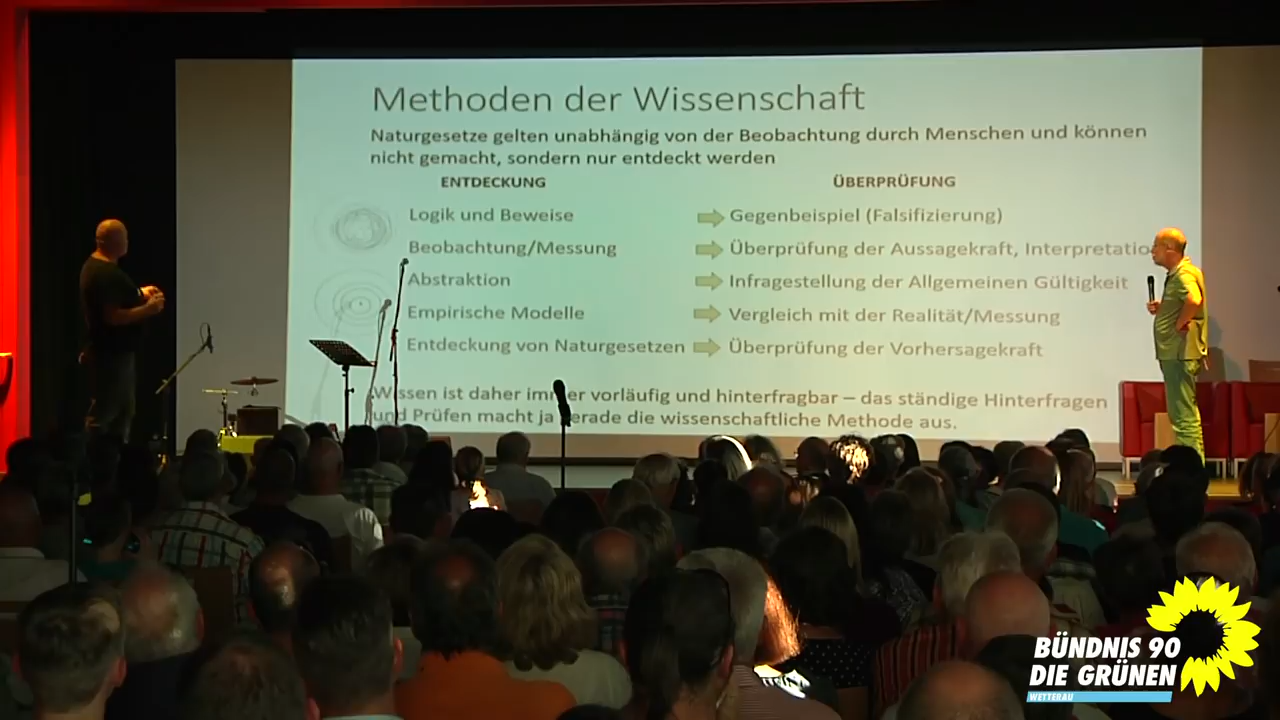 Methoden der Wissenschaft
Naturgesetze gelten unabhängig von der Beobachtung durch Menschen und können
nicht gemacht, sondern nur entdeckt werden
ENTDECKUNG ÜBERPRÜFUNG
Logik und Beweise Gegenbeispiel (Falsifizierung)
Beobachtung/Messung Überprüfung der Aussagekraft, Interpretatio
Abstraktion Infragestellung der Allgemeinen Gültigkeit
Empirische Modelle Vergleich mit der Realität/Messung
Entdeckung von Naturgesetzen Überprüfung der Vorhersagekraft
Wissen ist daher immer vorläufig und hinterfragbar – das ständige Hinterfragen
und Prüfen macht ja gerade die wissenschaftliche Methode aus.
BÜNDNIS 90
DIE GRÜNEN
WETTERAU